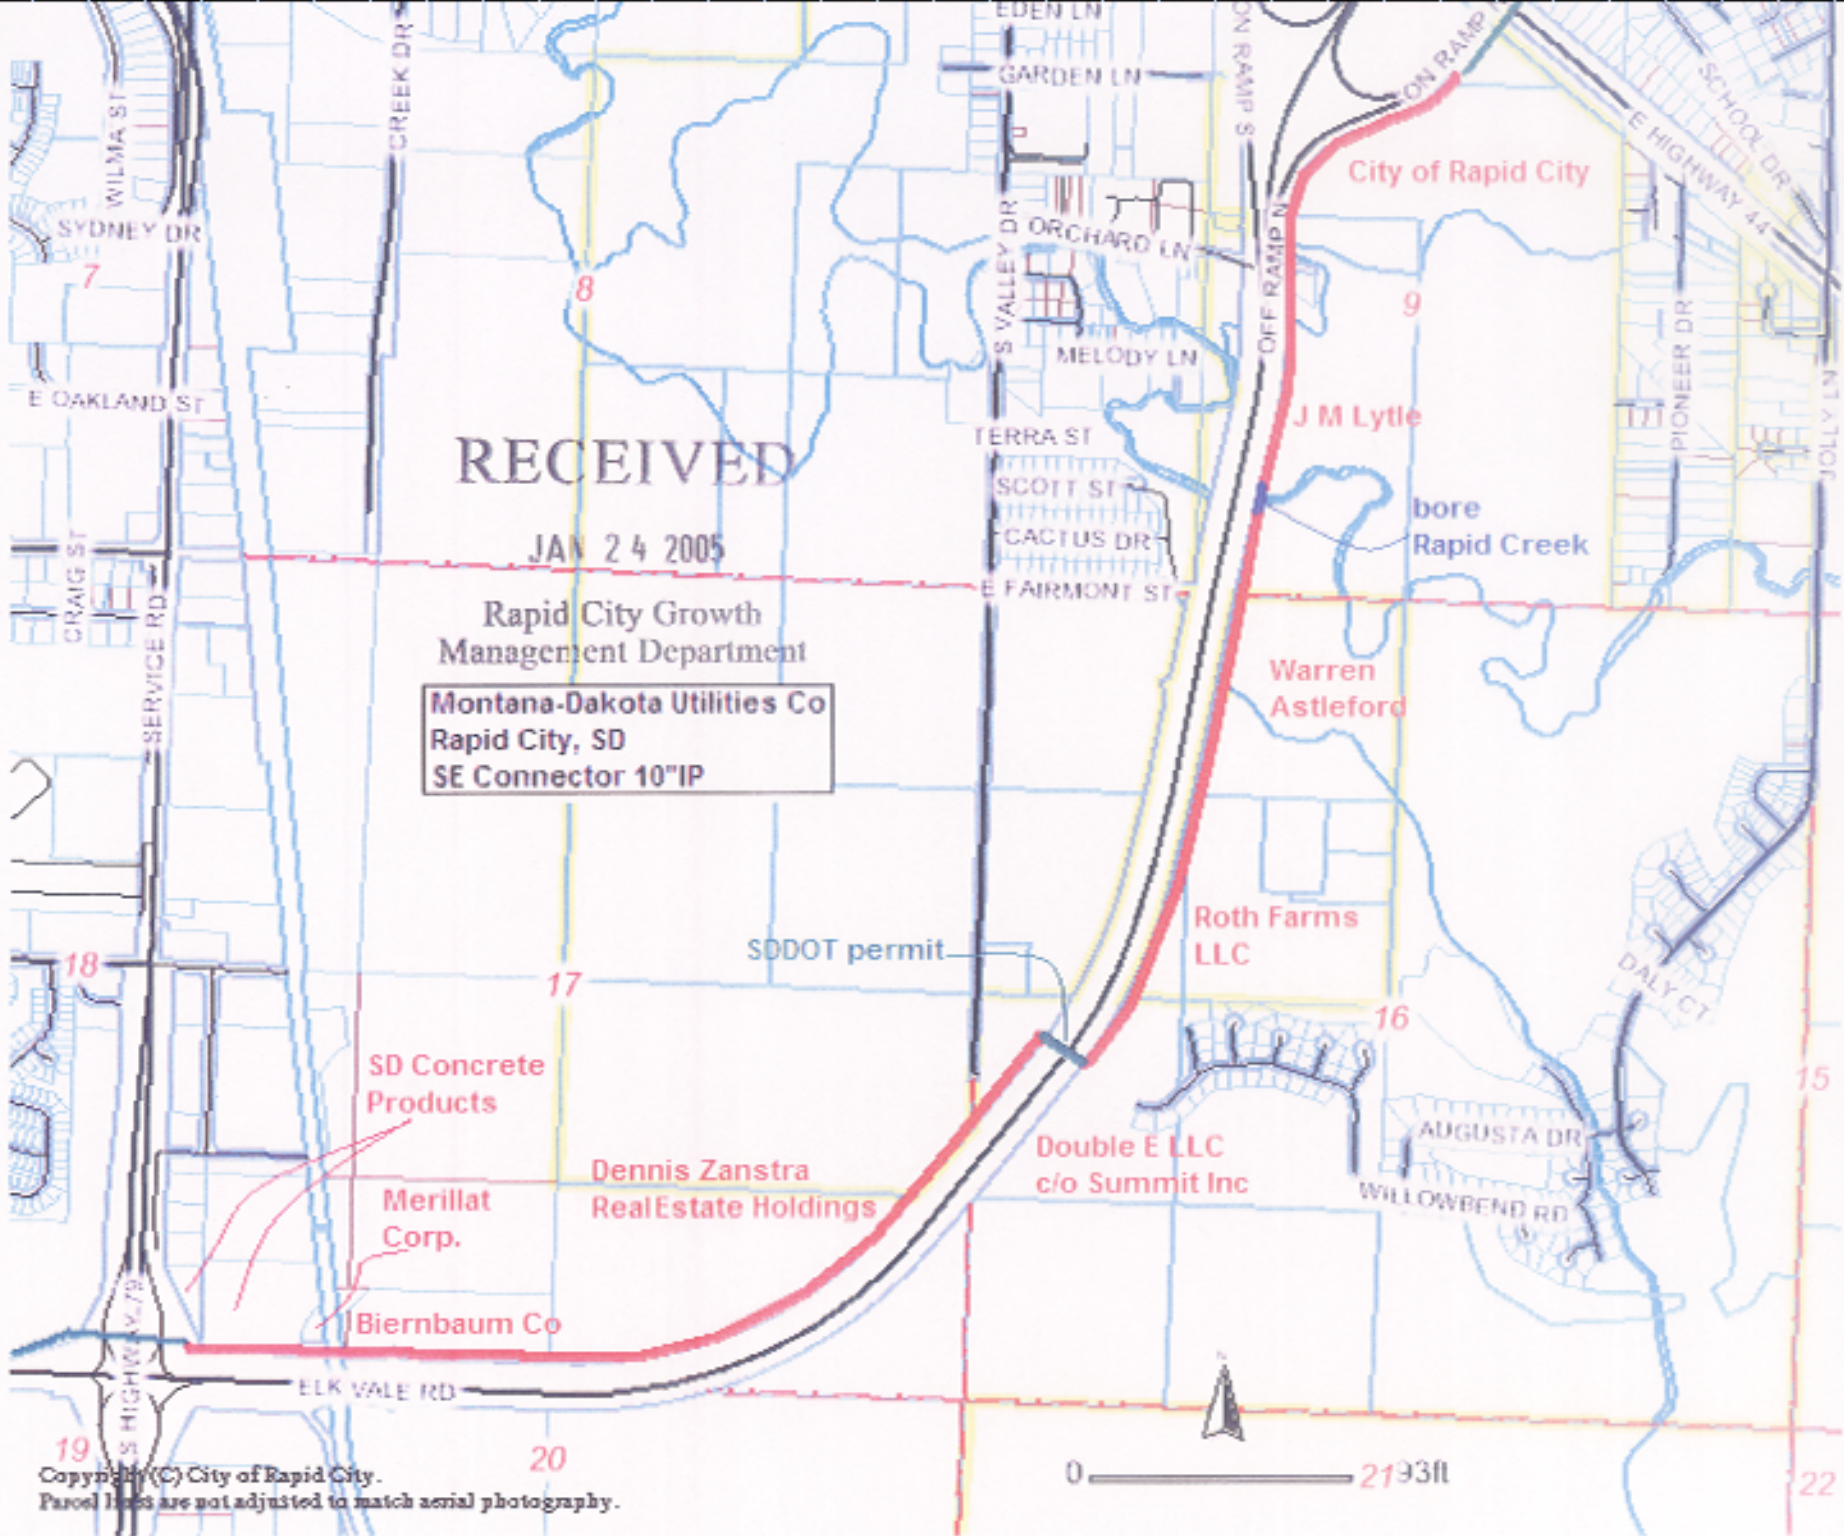 EDEN LN
GARDEN LN
ON RAMP S
ON RAMP
CREEK DR
WILMA ST
SCHOOL DR
E HIGHWAY 44
City of Rapid City
SYDNEY DR
S VALLEY DR
ORCHARD LN
OFF RAMP N
7
8
9
MELODY LN
PIONEER DR
JOLLY LN
E OAKLAND ST
J M Lytle
TERRA ST
RECEIVED
SCOTT ST
bore
Rapid Creek
CACTUS DR
JAN 24 2005
CRAIG ST
E FAIRMONT ST
SERVICE RD
Rapid City Growth
Management Department
Warren
Astleford
Montana-Dakota Utilities Co
Rapid City, SD
SE Connector 10"IP
Roth Farms
LLC
SDDOT permit
18
17
16
15
DALY CT
SD Concrete
Products
AUGUSTA DR
Double E LLC
c/o Summit Inc
Dennis Zanstra
RealEstate Holdings
WILLOWBEND RD
Merillat
Corp.
Biernbaum Co
S HIGHWAY 79
ELK VALE RD
N
19
20
0
2193ft
22
Copyright (C) City of Rapid City.
Parcel lines are not adjusted to match aerial photography.